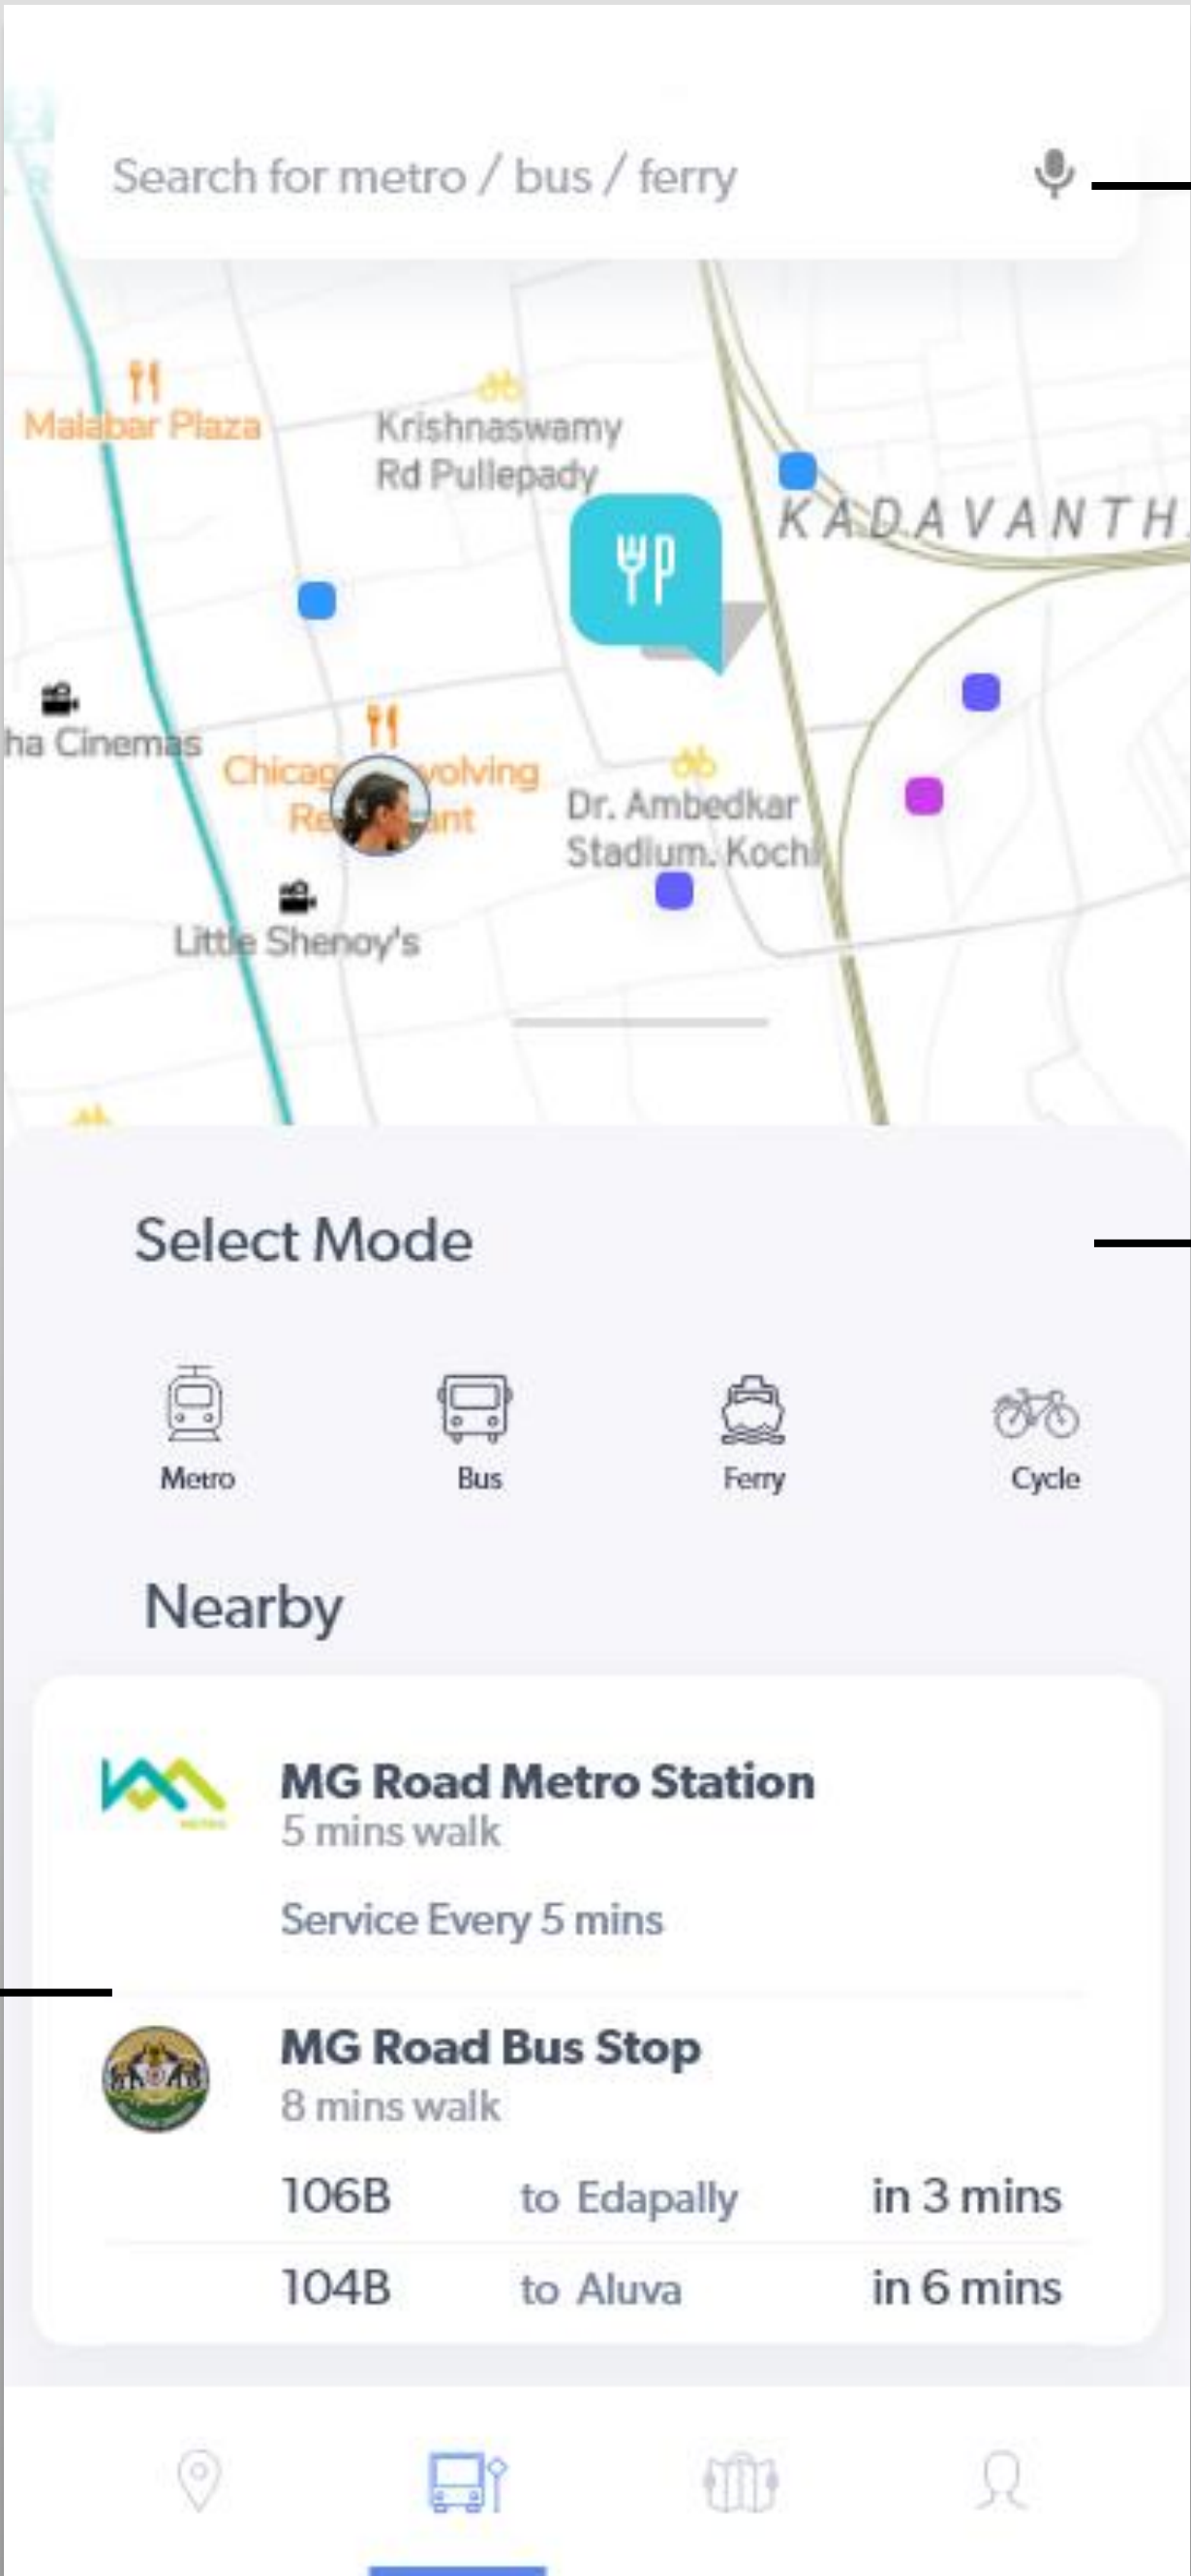 Search for metro / bus / ferry
Malabar Plaza
Krishnaswamy
Rd Pullepady
KADAVANTH
ha Cinemas
Dr. Ambedkar
Stadium. Kochi
Little Shenoy's
Select Mode
Metro
Bus
Ferry
Cycle
Nearby
METRO
MG Road Metro Station
5 mins walk
Service Every 5 mins
MG Road Bus Stop
8 mins walk
106B to Edapally in 3 mins
104B to Aluva in 6 mins